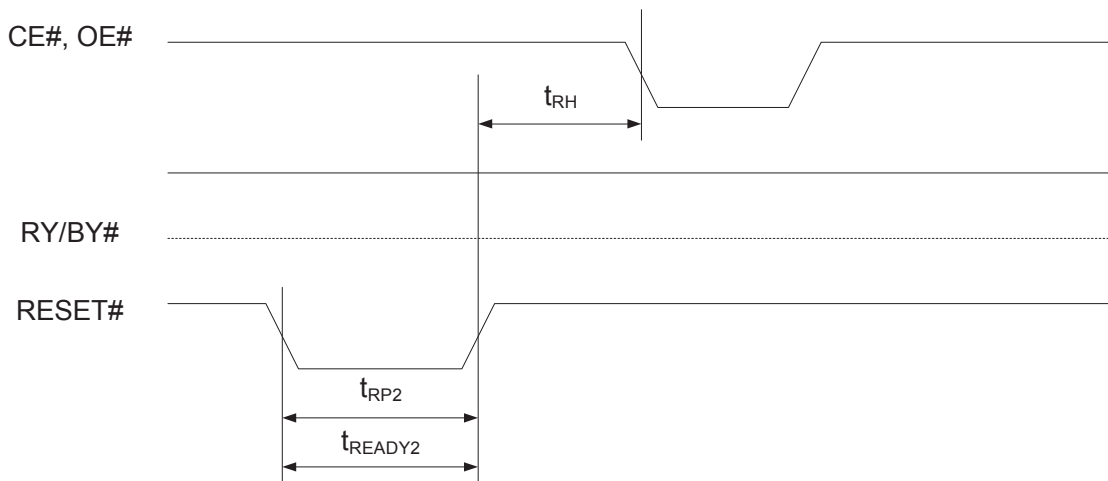 CE#, OE#
tRH
RY/BY#
RESET#
tRP2
tREADY2